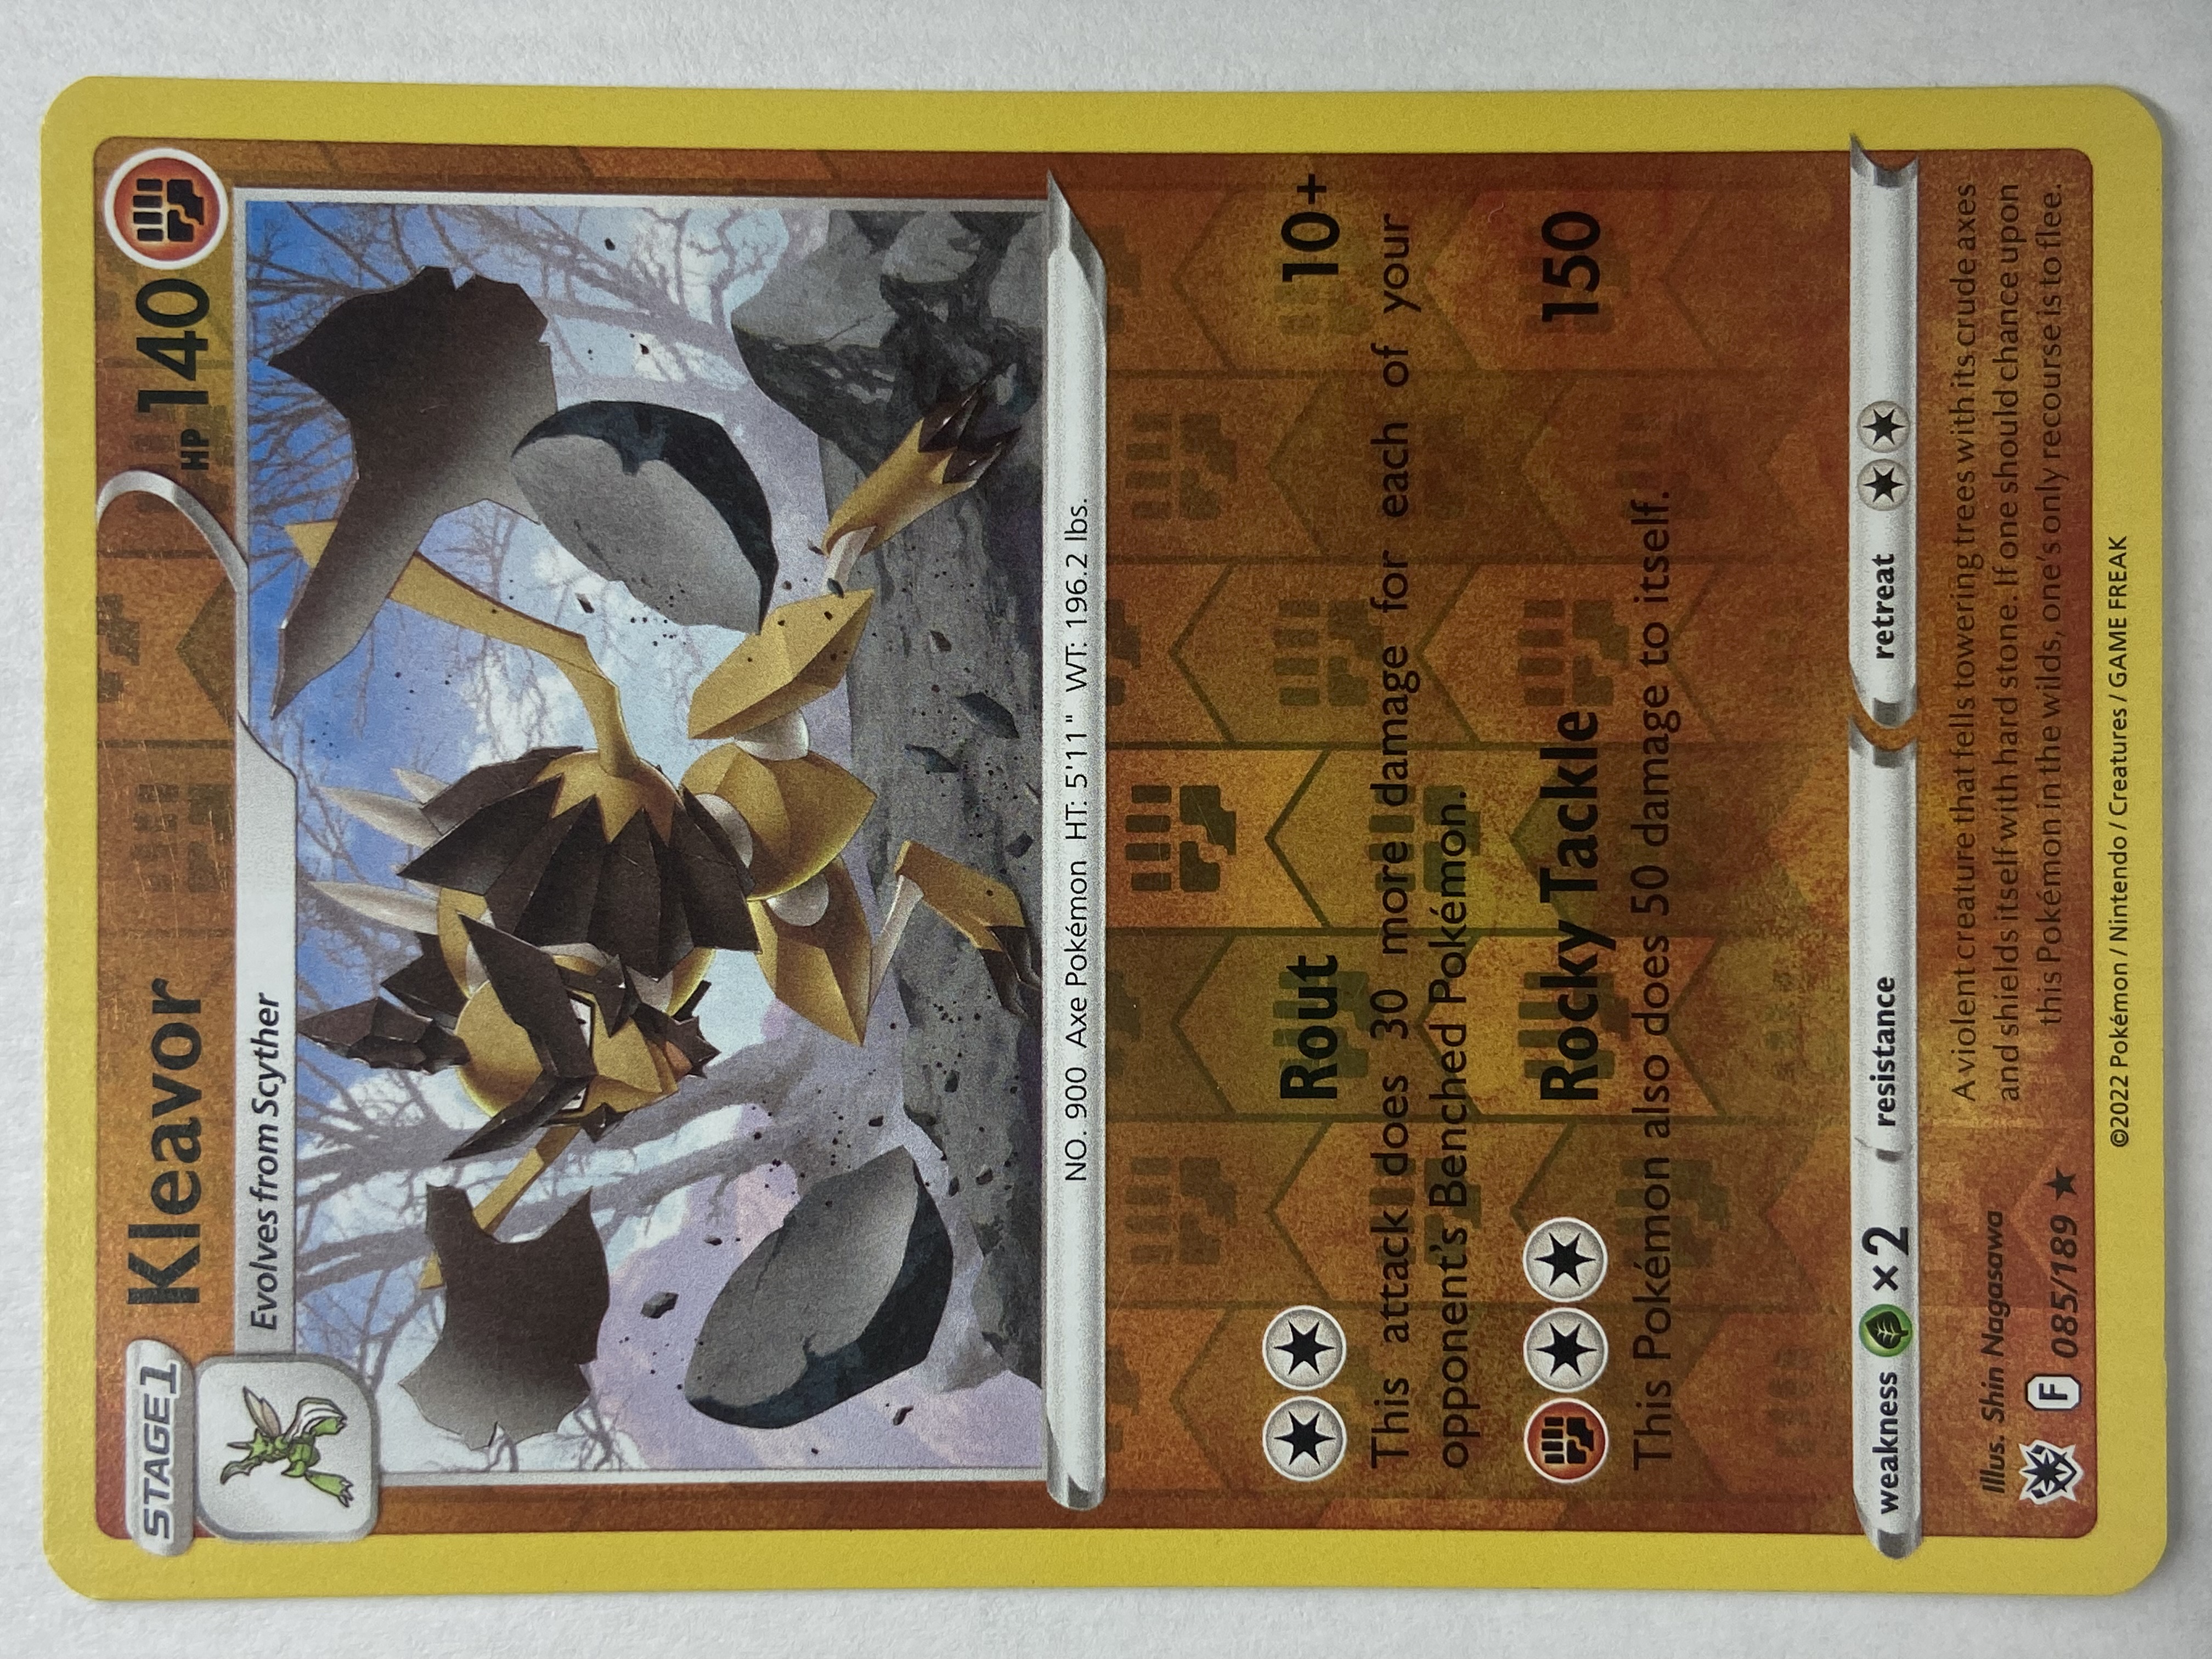 STAGE1
Kleavor
HP 140
Evolves from Scyther
NO. 900 Axe Pokémon HT: 5'11" WT: 196.2 lbs.
Rout 10+
This attack does 30 more damage for each of your
opponent's Benched Pokémon.
Rocky Tackle 150
This Pokémon also does 50 damage to itself.
weakness ×2 resistance retreat
A violent creature that fells towering trees with its crude axes
and shields itself with hard stone. If one should chance upon
this Pokémon in the wilds, one's only recourse is to flee.
Illus. Shin Nagasawa
F 085/189 ★
©2022 Pokémon / Nintendo / Creatures / GAME FREAK